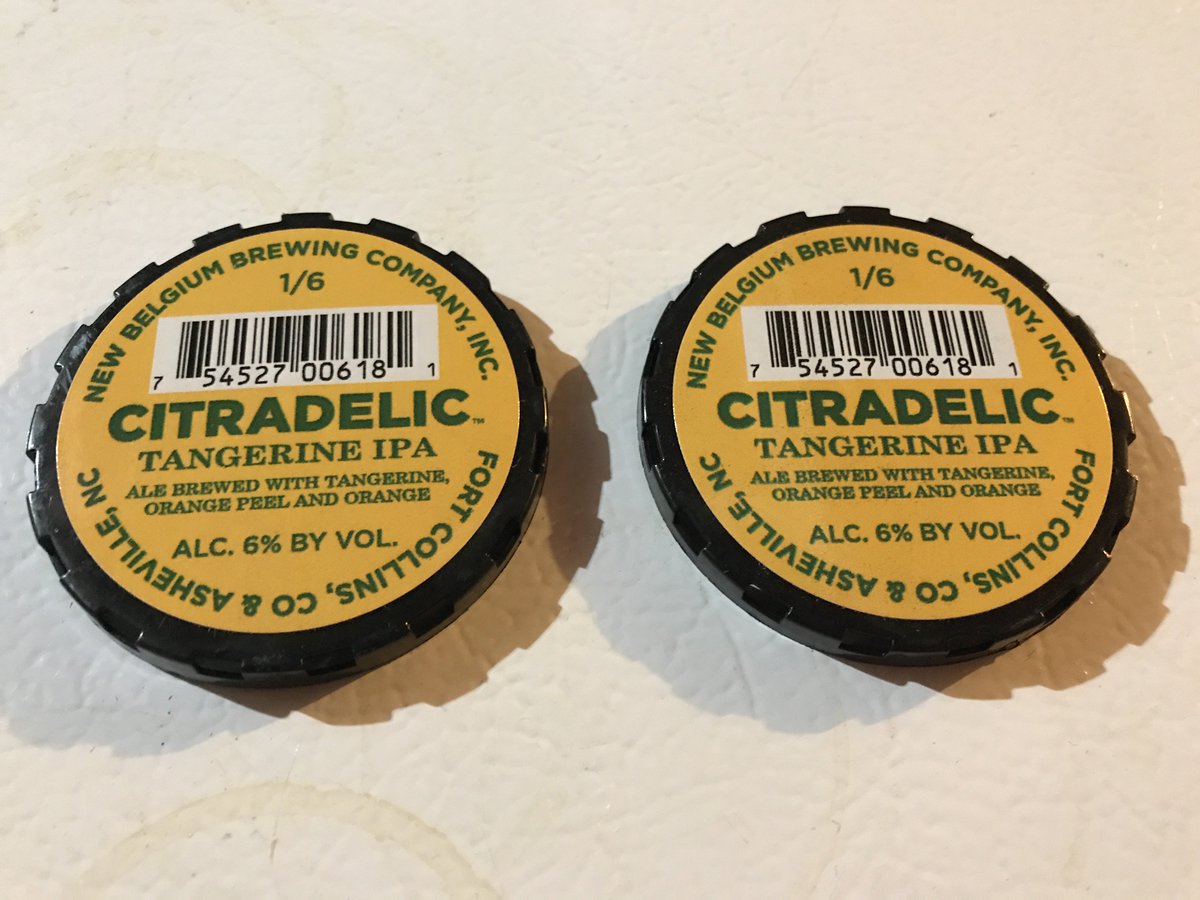 NEW BELGIUM BREWING COMPANY, INC.
1/6
7 54527 00618 1
CITRADELIC™
TANGERINE IPA
ALE BREWED WITH TANGERINE,
ORANGE PEEL AND ORANGE
ALC. 6% BY VOL.
FORT COLLINS, CO & ASHEVILLE, NC
NEW BELGIUM BREWING COMPANY, INC.
1/6
7 54527 00618 1
CITRADELIC™
TANGERINE IPA
ALE BREWED WITH TANGERINE,
ORANGE PEEL AND ORANGE
ALC. 6% BY VOL.
FORT COLLINS, CO & ASHEVILLE, NC